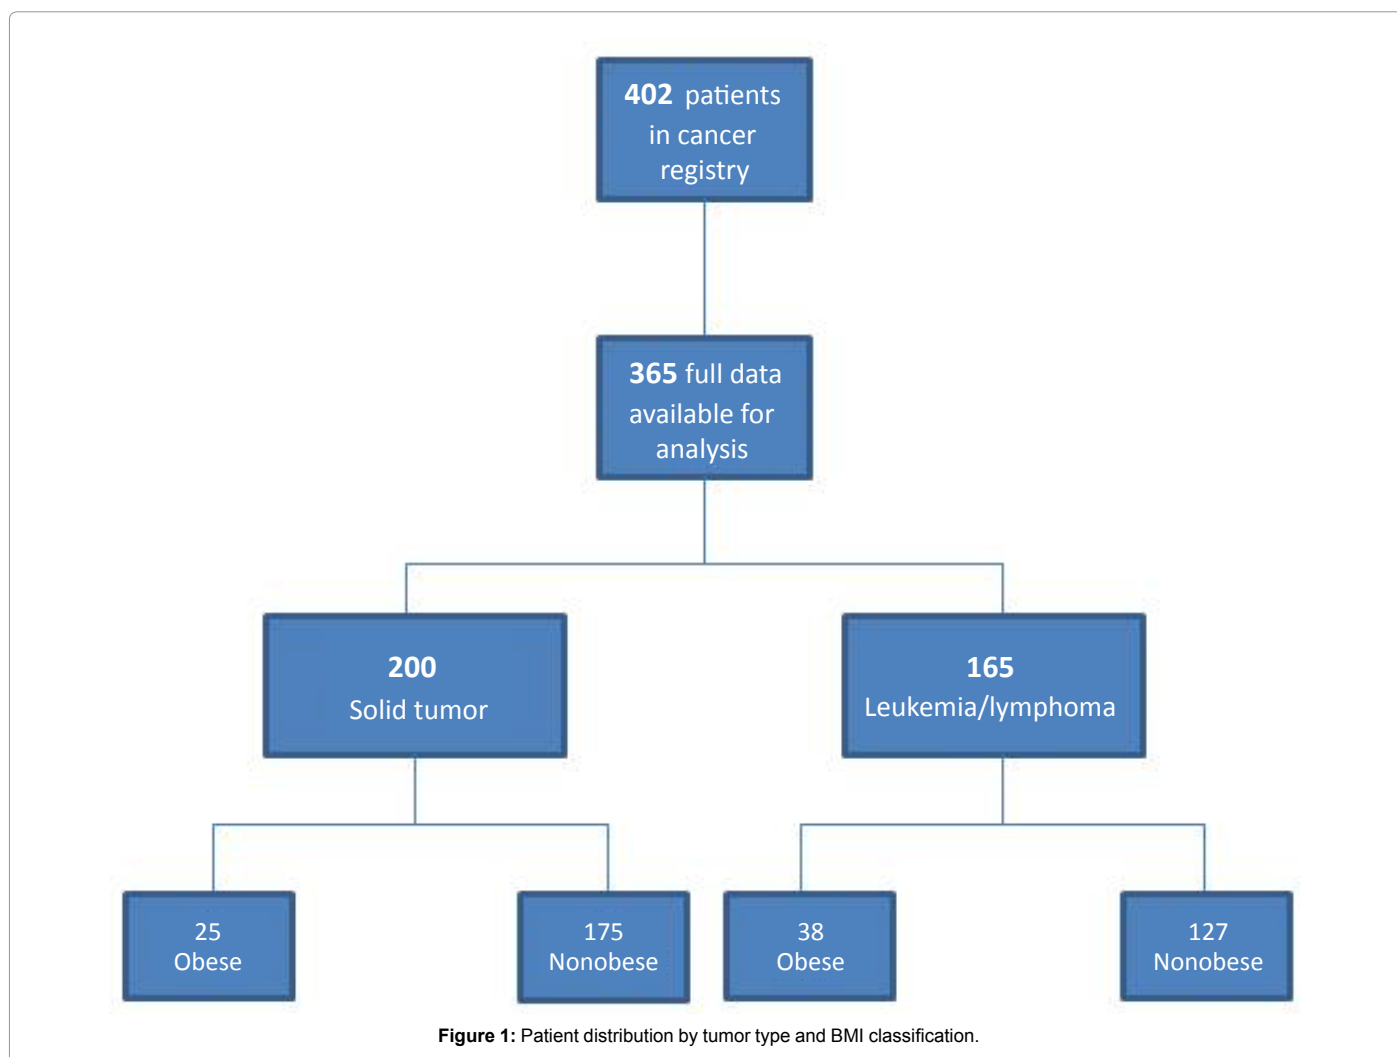 402 patients
in cancer
registry
365 full data
available for
analysis
200
Solid tumor
165
Leukemia/lymphoma
25
Obese
175
Nonobese
38
Obese
127
Nonobese
Figure 1: Patient distribution by tumor type and BMI classification.